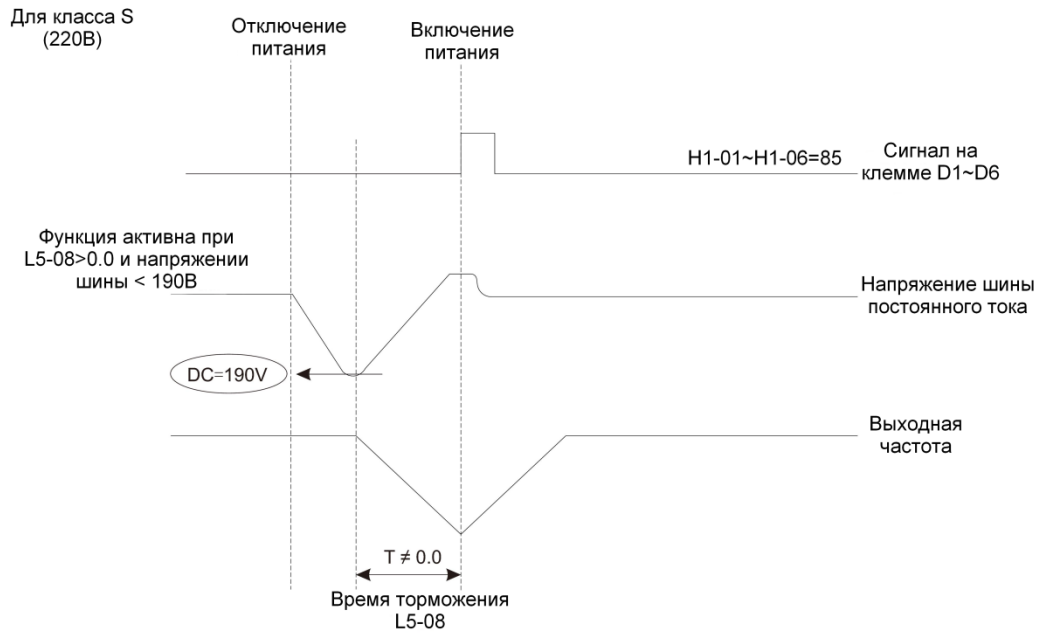 Для класса S
(220В)
Отключение
питания
Включение
питания
H1-01~H1-06=85
Сигнал на
клемме D1~D6
Функция активна при
L5-08>0.0 и напряжении
шины < 190В
Напряжение шины
постоянного тока
DC=190V
Выходная
частота
T ≠ 0.0
Время торможения
L5-08